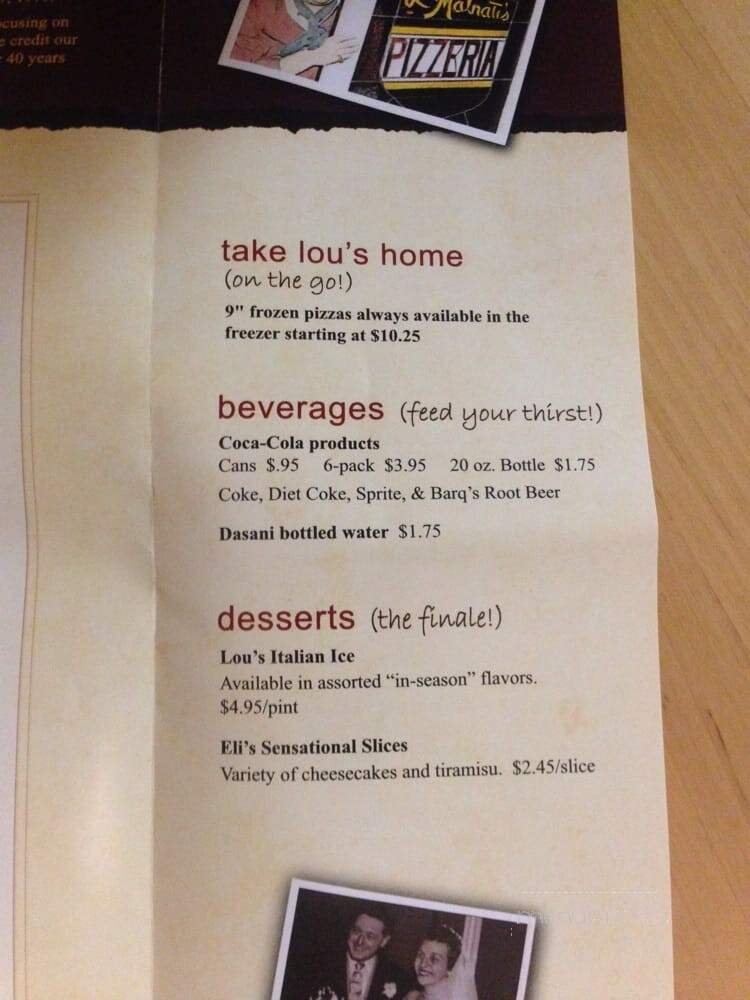 cusing on
e credit our
40 years
Malnati's
PIZZERIA
take lou's home
(on the go!)
9" frozen pizzas always available in the
freezer starting at $10.25
beverages (feed your thirst!)
Coca-Cola products
Cans $.95 6-pack $3.95 20 oz. Bottle $1.75
Coke, Diet Coke, Sprite, & Barq's Root Beer
Dasani bottled water $1.75
desserts (the finale!)
Lou's Italian Ice
Available in assorted "in-season" flavors.
$4.95/pint
Eli's Sensational Slices
Variety of cheesecakes and tiramisu. $2.45/slice